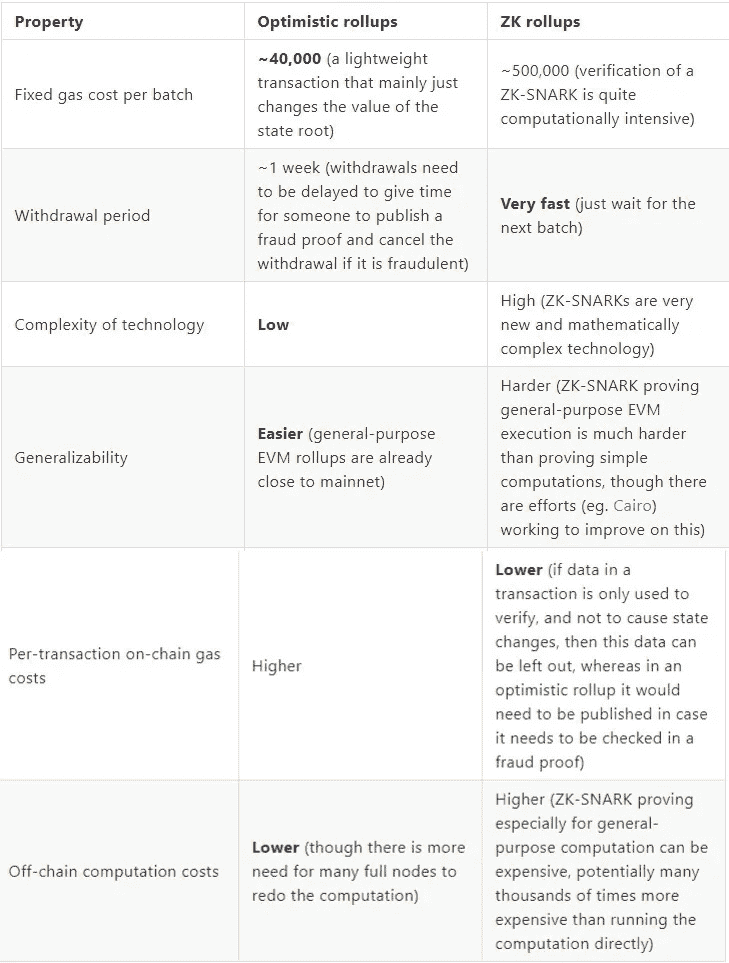 Property
Optimistic rollups
ZK rollups
Fixed gas cost per batch
~40,000 (a lightweight
transaction that mainly just
changes the value of the
state root)
~500,000 (verification of a
ZK-SNARK is quite
computationally intensive)
Withdrawal period
~1 week (withdrawals need
to be delayed to give time
for someone to publish a
fraud proof and cancel the
withdrawal if it is fraudulent)
Very fast (just wait for the
next batch)
Complexity of technology
Low
High (ZK-SNARKs are very
new and mathematically
complex technology)
Generalizability
Easier (general-purpose
EVM rollups are already
close to mainnet)
Harder (ZK-SNARK proving
general-purpose EVM
execution is much harder
than proving simple
computations, though there
are efforts (eg. Cairo)
working to improve on this)
Per-transaction on-chain gas
costs
Higher
Lower (if data in a
transaction is only used to
verify, and not to cause state
changes, then this data can
be left out, whereas in an
optimistic rollup it would
need to be published in case
it needs to be checked in a
fraud proof)
Off-chain computation costs
Lower (though there is more
need for many full nodes to
redo the computation)
Higher (ZK-SNARK proving
especially for general-
purpose computation can be
expensive, potentially many
thousands of times more
expensive than running the
computation directly)